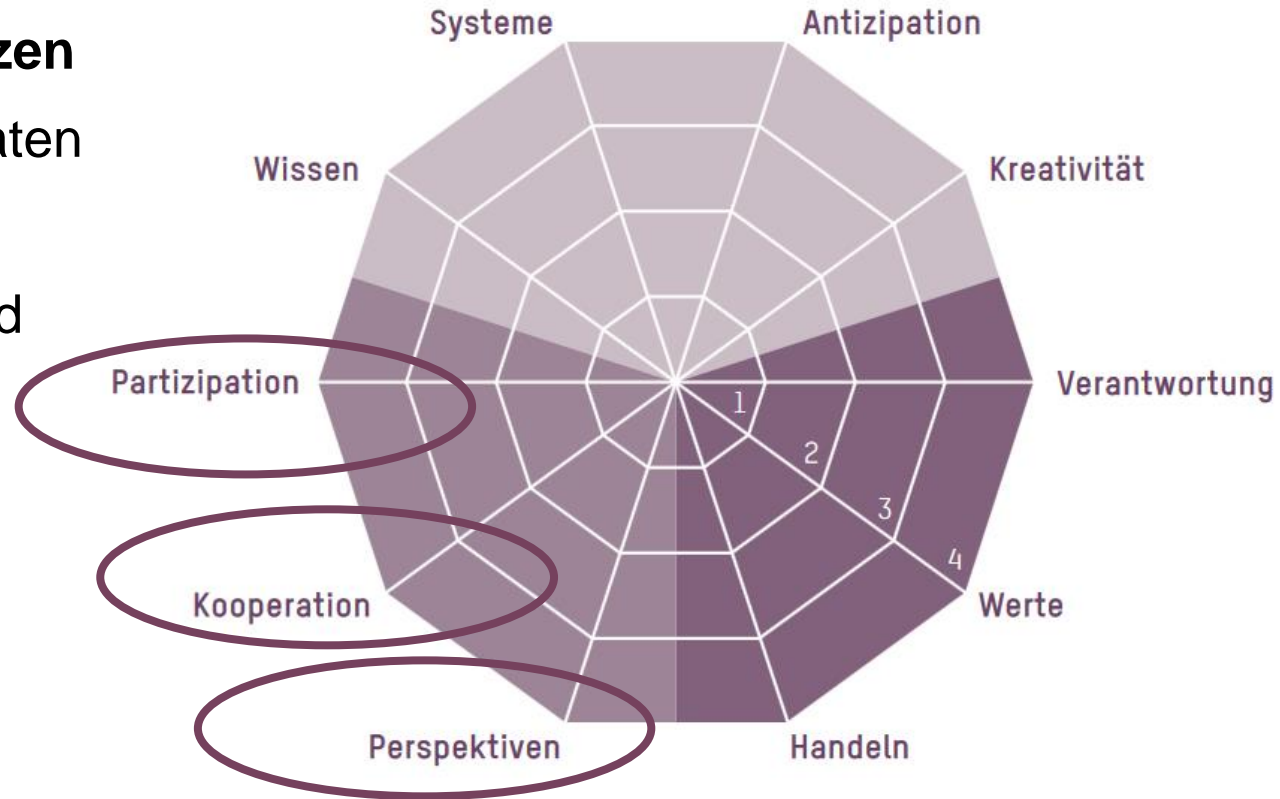 zen
aten
d
Systeme
Antizipation
Wissen
Kreativität
Partizipation
Verantwortung
1
2
3
4
Kooperation
Werte
Perspektiven
Handeln